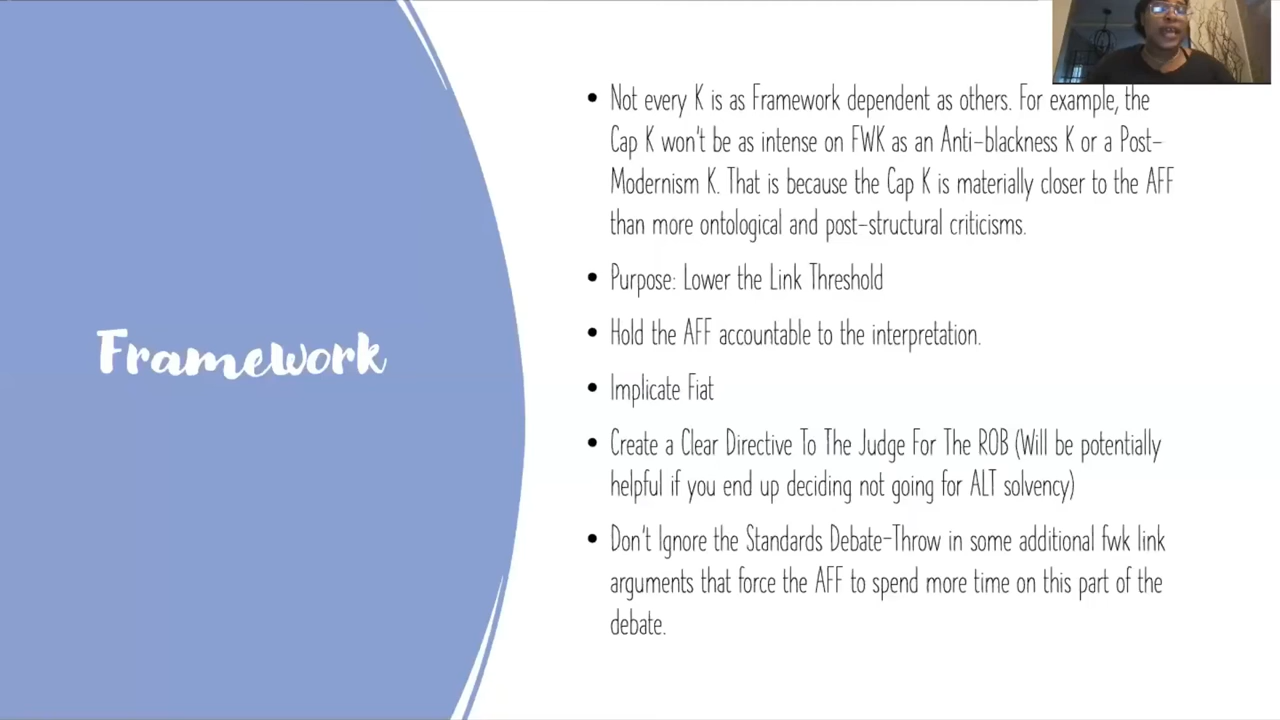 Framework
• Not every K is as Framework dependent as others. For example, the
Cap K won't be as intense on FWK as an Anti-blackness K or a Post-
Modernism K. That is because the Cap K is materially closer to the AFF
than more ontological and post-structural criticisms.
• Purpose: Lower the Link Threshold
• Hold the AFF accountable to the interpretation.
• Implicate Fiat
• Create a Clear Directive To The Judge For The ROB (Will be potentially
helpful if you end up deciding not going for ALT solvency)
• Don't Ignore the Standards Debate-Throw in some additional fwk link
arguments that force the AFF to spend more time on this part of the
debate.